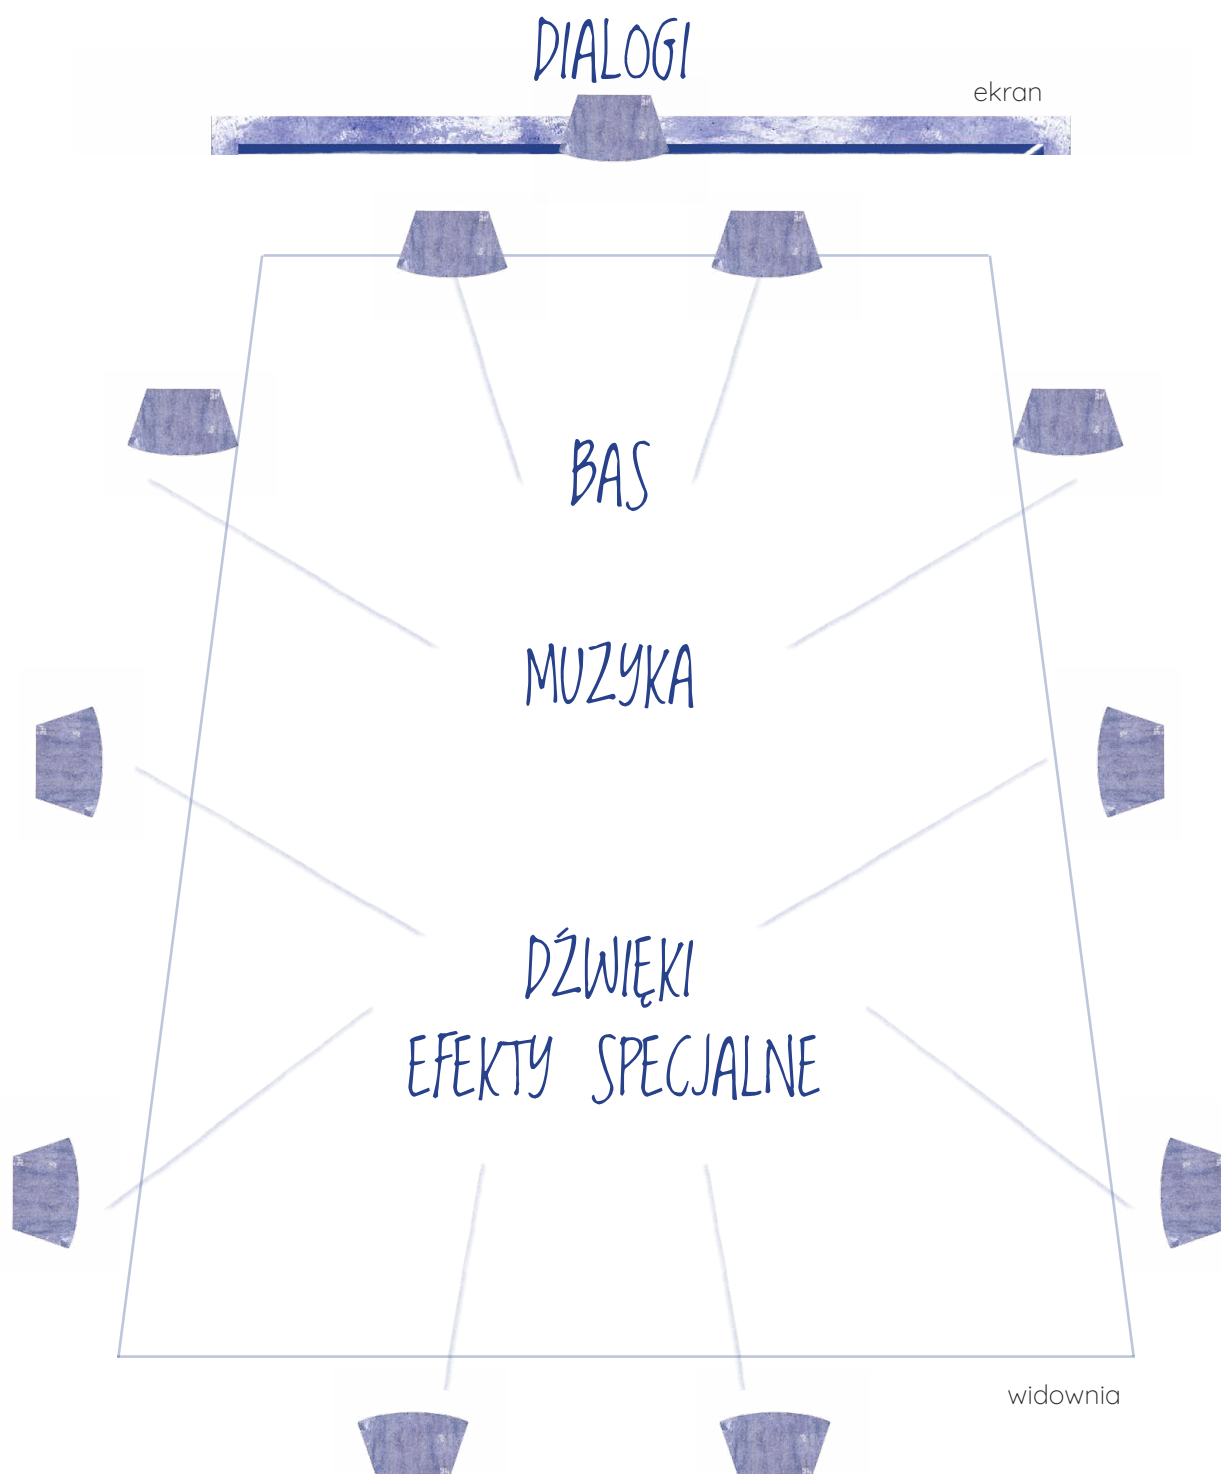 DIALOGI
ekran
BAS
MUZYKA
DŹWIĘKI
EFEKTY SPECJALNE
widownia